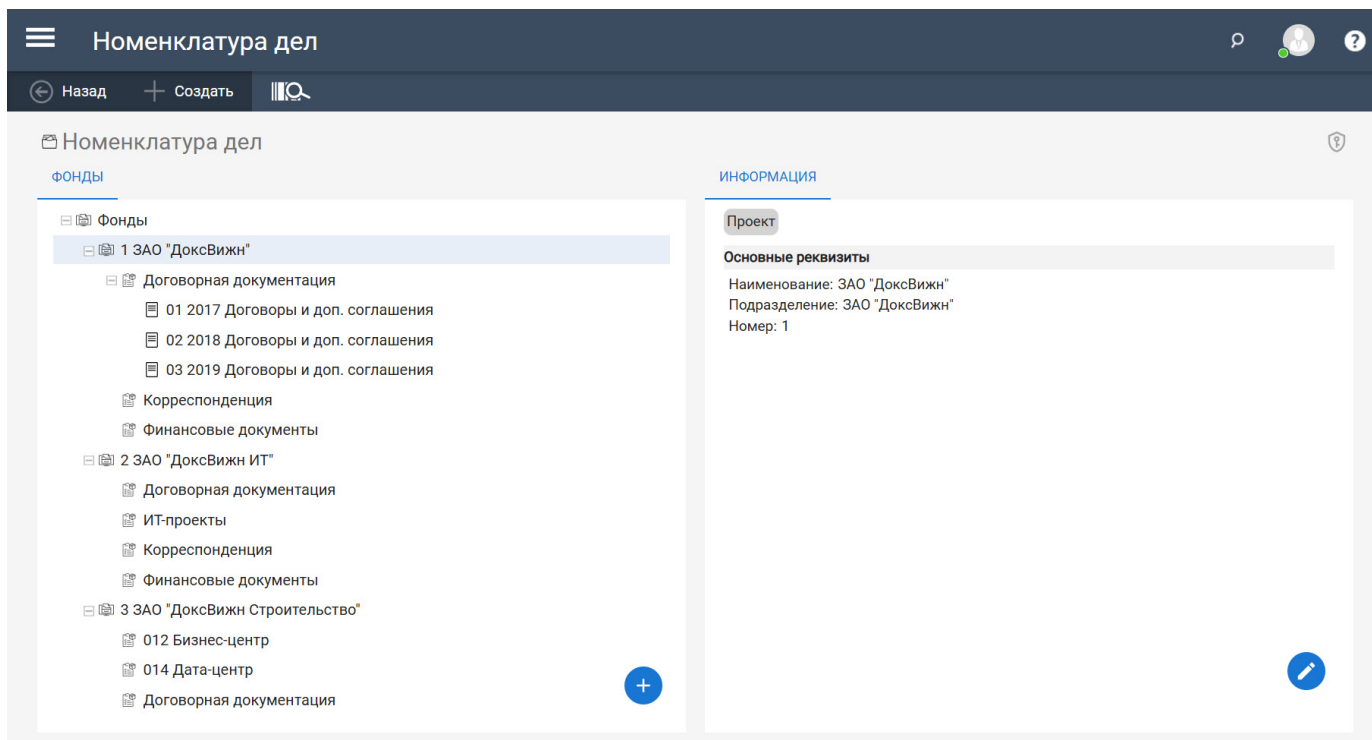 Номенклатура дел
Назад Создать
Номенклатура дел
ФОНДЫ
Фонды
1 ЗАО "ДоксВижн"
Договорная документация
01 2017 Договоры и доп. соглашения
02 2018 Договоры и доп. соглашения
03 2019 Договоры и доп. соглашения
Корреспонденция
Финансовые документы
2 ЗАО "ДоксВижн ИТ"
Договорная документация
ИТ-проекты
Корреспонденция
Финансовые документы
3 ЗАО "ДоксВижн Строительство"
012 Бизнес-центр
014 Дата-центр
Договорная документация
ИНФОРМАЦИЯ
Проект
Основные реквизиты
Наименование: ЗАО "ДоксВижн"
Подразделение: ЗАО "ДоксВижн"
Номер: 1